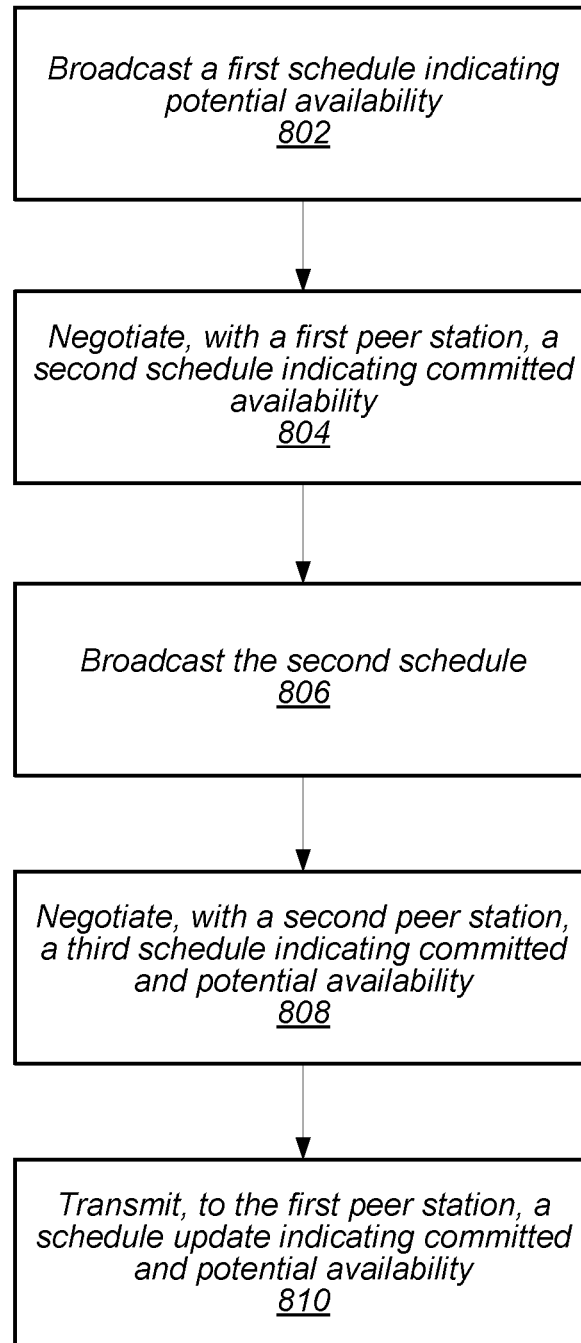 Broadcast a first schedule indicating
potential availability
802
Negotiate, with a first peer station, a
second schedule indicating committed
availability
804
Broadcast the second schedule
806
Negotiate, with a second peer station,
a third schedule indicating committed
and potential availability
808
Transmit, to the first peer station, a
schedule update indicating committed
and potential availability
810